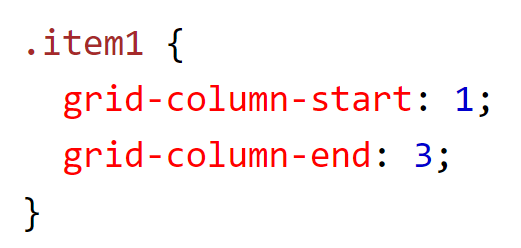 .item1 {
  grid-column-start: 1;
  grid-column-end: 3;
}